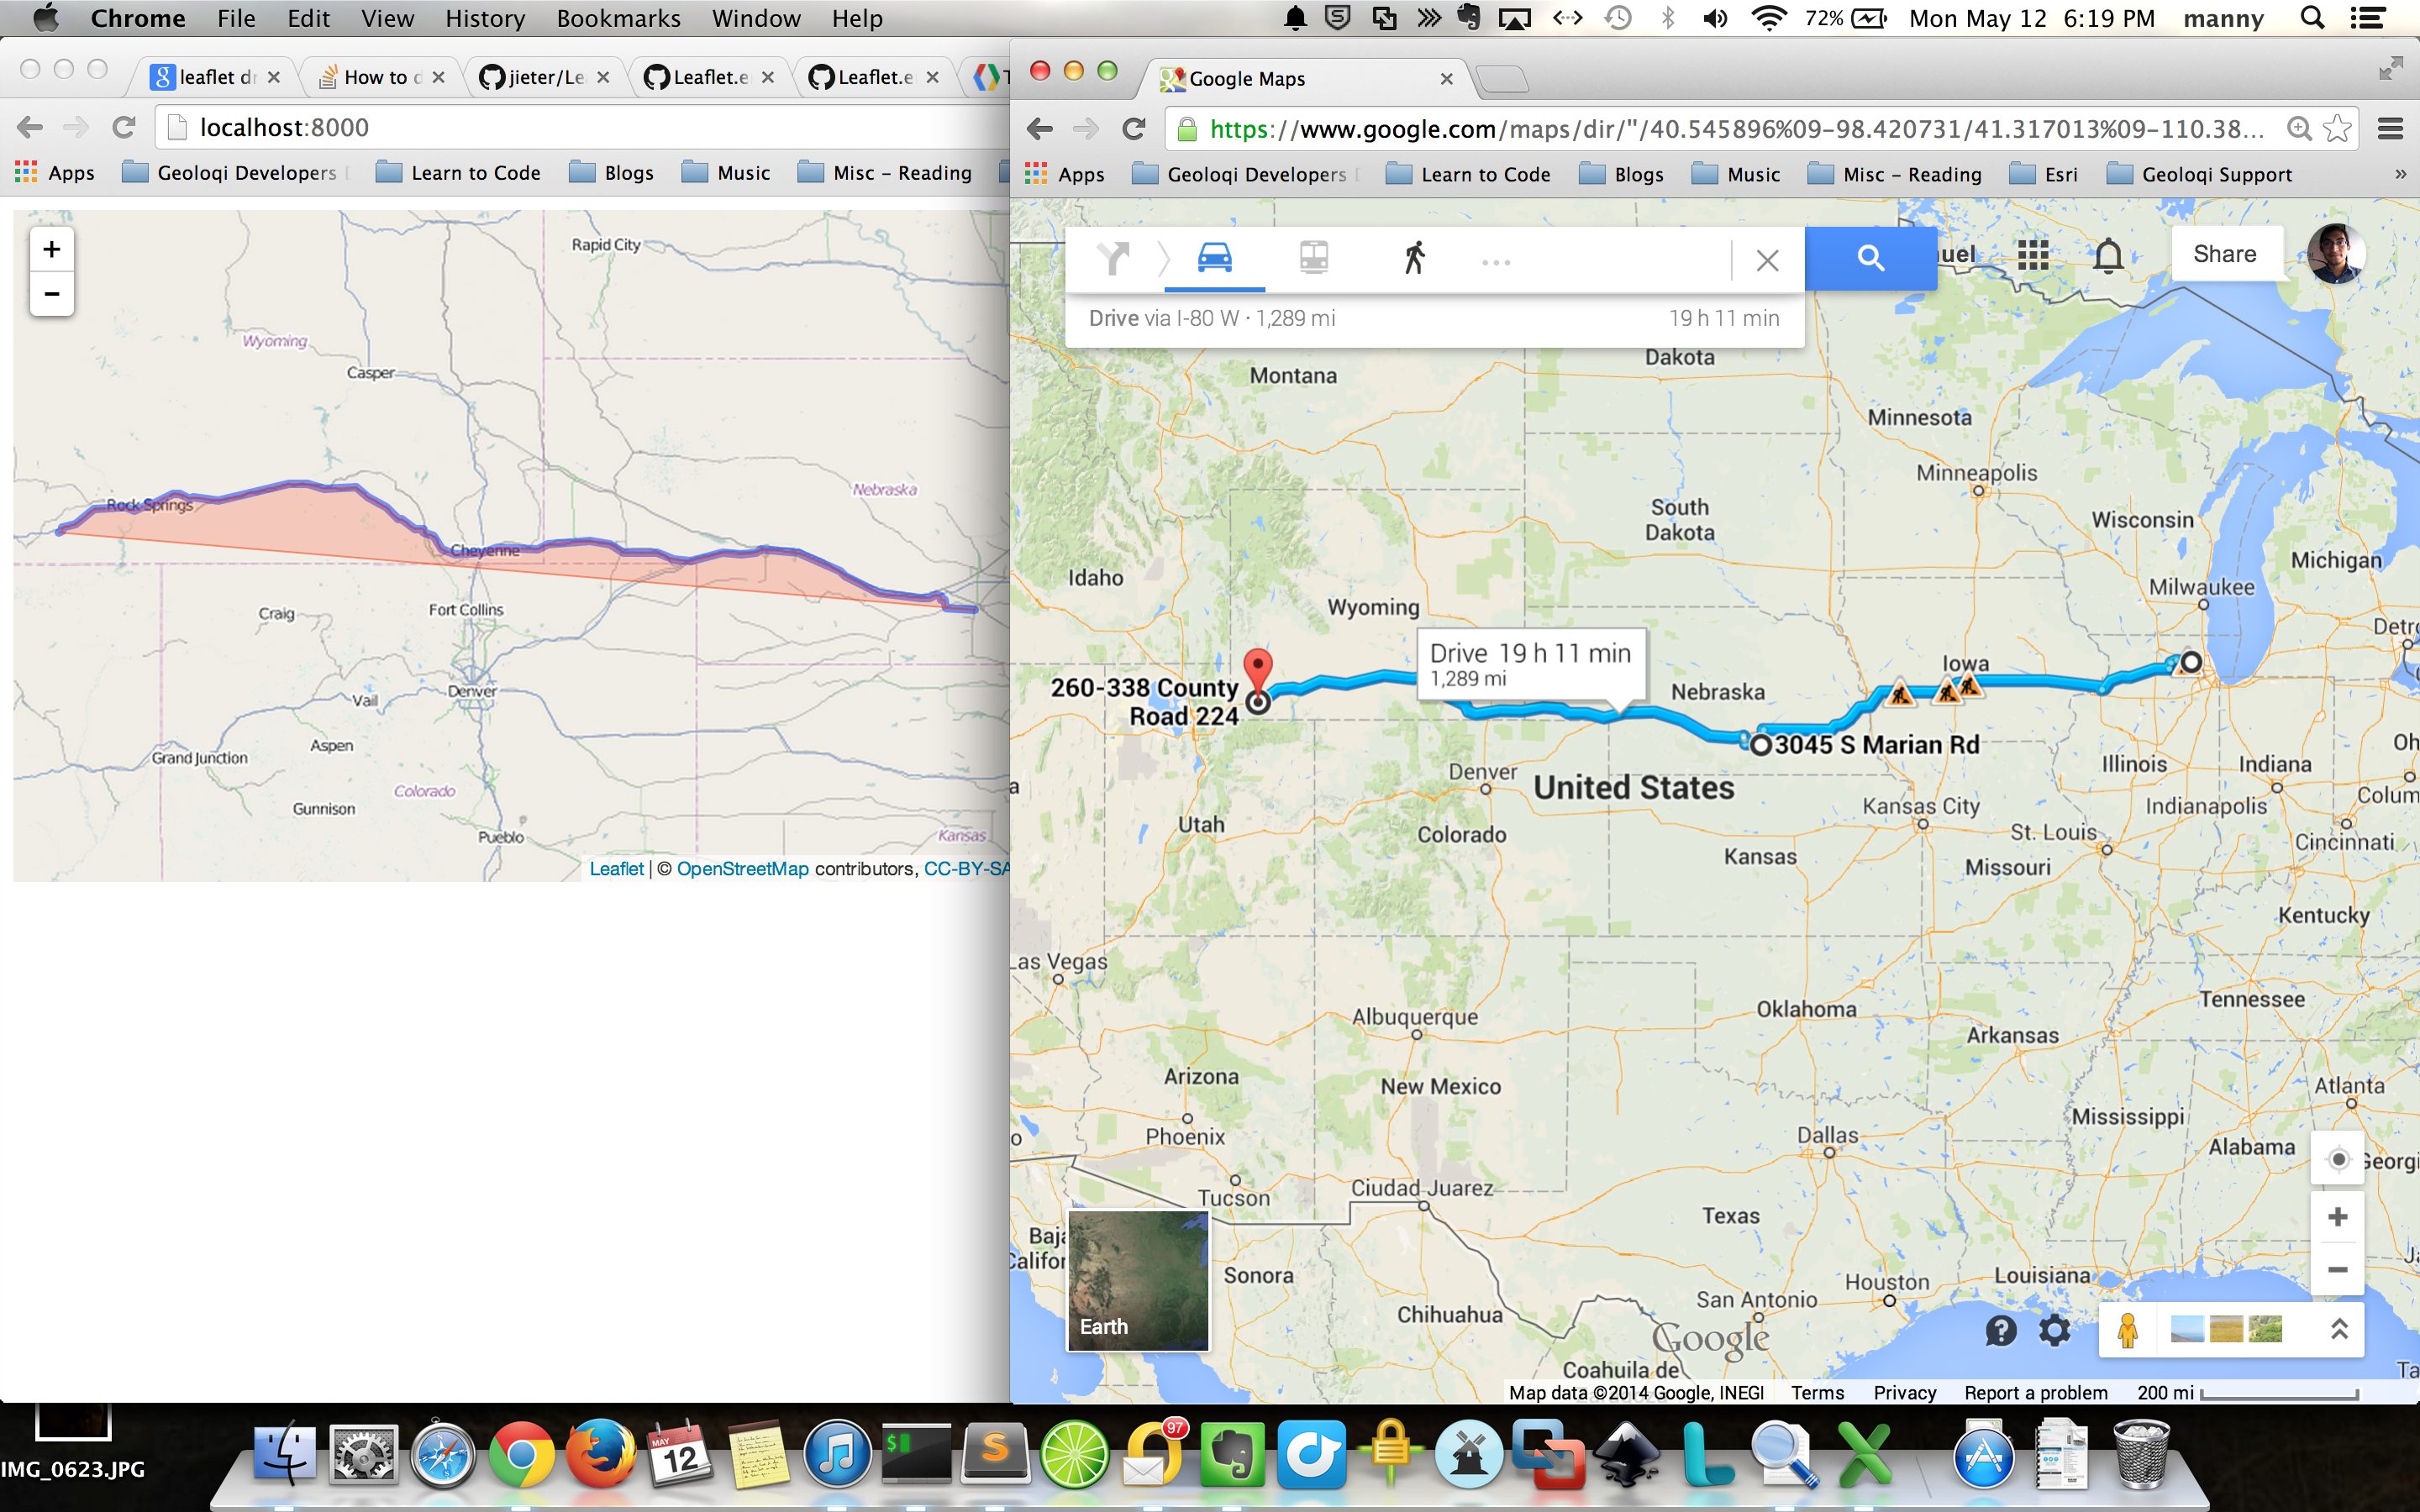 Chrome File Edit View History Bookmarks Window Help
72% Mon May 12 6:19 PM manny
leaflet dr
How to d
jieter/Le
Leaflet.e
Leaflet.e
T
localhost:8000
Apps Geoloqi Developers Learn to Code Blogs Music Misc – Reading
+
−
Rapid City
Wyoming
Casper
Nebraska
Rock Springs
Cheyenne
Craig
Fort Collins
Vail
Denver
Aspen
Grand Junction
Colorado
Gunnison
Pueblo
Kansas
Leaflet | © OpenStreetMap contributors, CC-BY-SA
Google Maps
https://www.google.com/maps/dir/"/40.545896%09-98.420731/41.317013%09-110.38...
Apps Geoloqi Developers Learn to Code Blogs Music Misc – Reading Esri Geoloqi Support »
uel
Share
Drive via I-80 W · 1,289 mi 19 h 11 min
Dakota
Montana
Minnesota
Minneapolis
South
Dakota
Wisconsin
Michigan
Idaho
Milwaukee
Wyoming
Detro
Drive 19 h 11 min
1,289 mi
Iowa
260-338 County
Road 224
Nebraska
3045 S Marian Rd
Oh
Illinois
Indiana
Denver
United States
a
Kansas City
Indianapolis
Colum
Utah
Colorado
St. Louis
Cincinnati
Kansas
Missouri
Kentucky
Las Vegas
Tennessee
Oklahoma
Albuquerque
Arkansas
Arizona
New Mexico
Atlanta
Mississippi
Phoenix
Dallas
Alabama
Georgi
o
Tucson
Ciudad Juarez
Texas
Baja
Califor
Sonora
Houston
Louisiana
Ja
San Antonio
Chihuahua
Earth
Google
Coahuila de
Ta
Map data ©2014 Google, INEGI Terms Privacy Report a problem 200 mi
IMG_0623.JPG
MAY
12
$
S
97